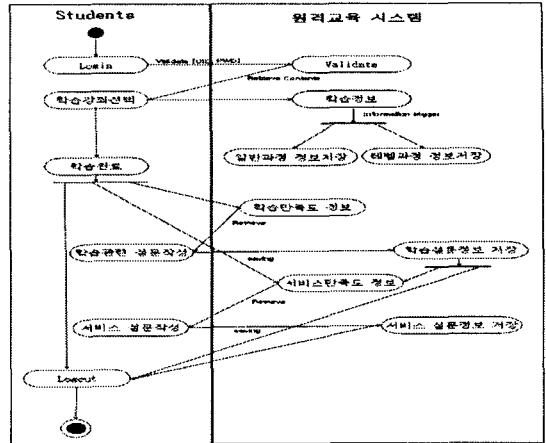 Students
원격교육 시스템
Login
Validate [UID, PWD]
Validate
Retrieve Contents
학습강좌선택
학습정보
Information trigger
일반과정 정보저장
레벨과정 정보저장
학습완료
학습만족도 정보
Retrieve
학습관련 설문작성
saving
학습설문정보 저장
서비스만족도 정보
Retrieve
서비스 설문작성
saving
서비스 설문정보 저장
Logout